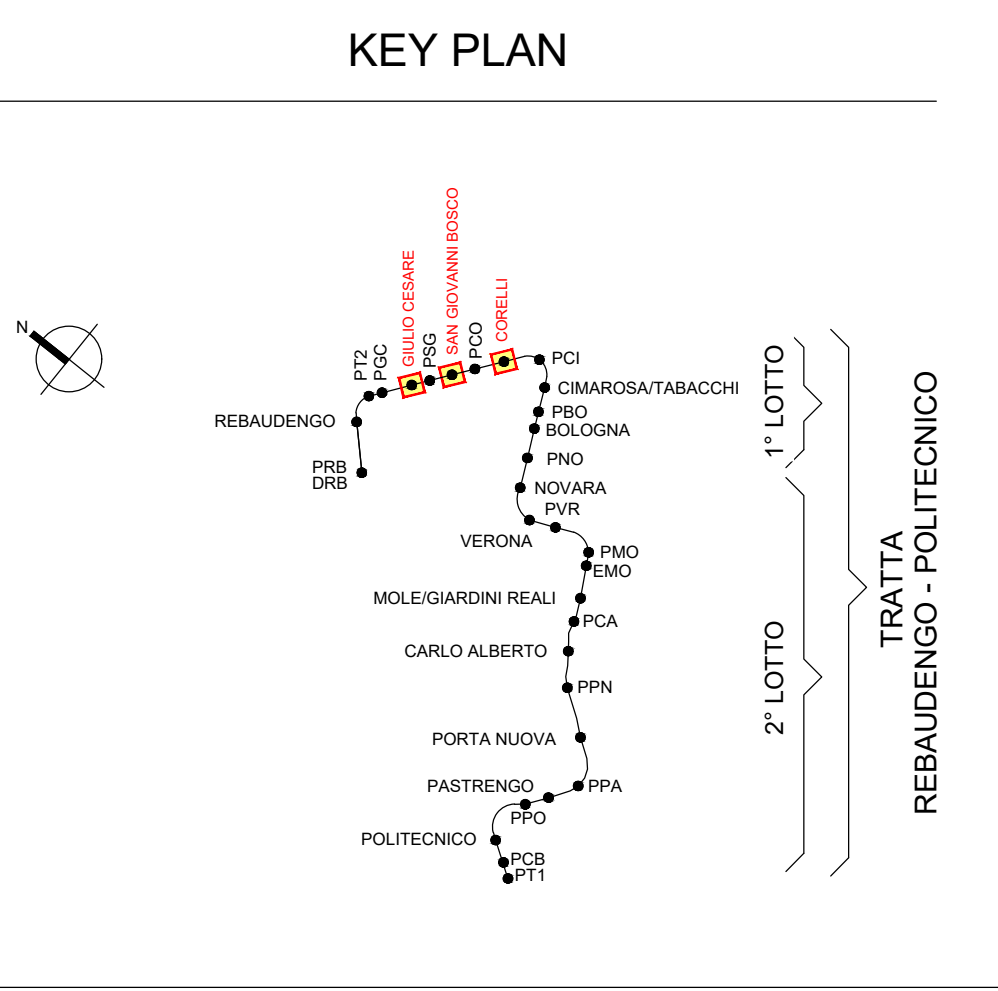 KEY PLAN
N
PT2
PGC
GIULIO CESARE
PSG
SAN GIOVANNI BOSCO
PCO
CORELLI
PCI
CIMAROSA/TABACCHI
REBAUDENGO
PBO
BOLOGNA
PRB
DRB
PNO
NOVARA
PVR
VERONA
PMO
EMO
MOLE/GIARDINI REALI
PCA
CARLO ALBERTO
PPN
PORTA NUOVA
PASTRENGO
PPA
PPO
POLITECNICO
PCB
PT1
1° LOTTO
2° LOTTO
TRATTA
REBAUDENGO - POLITECNICO